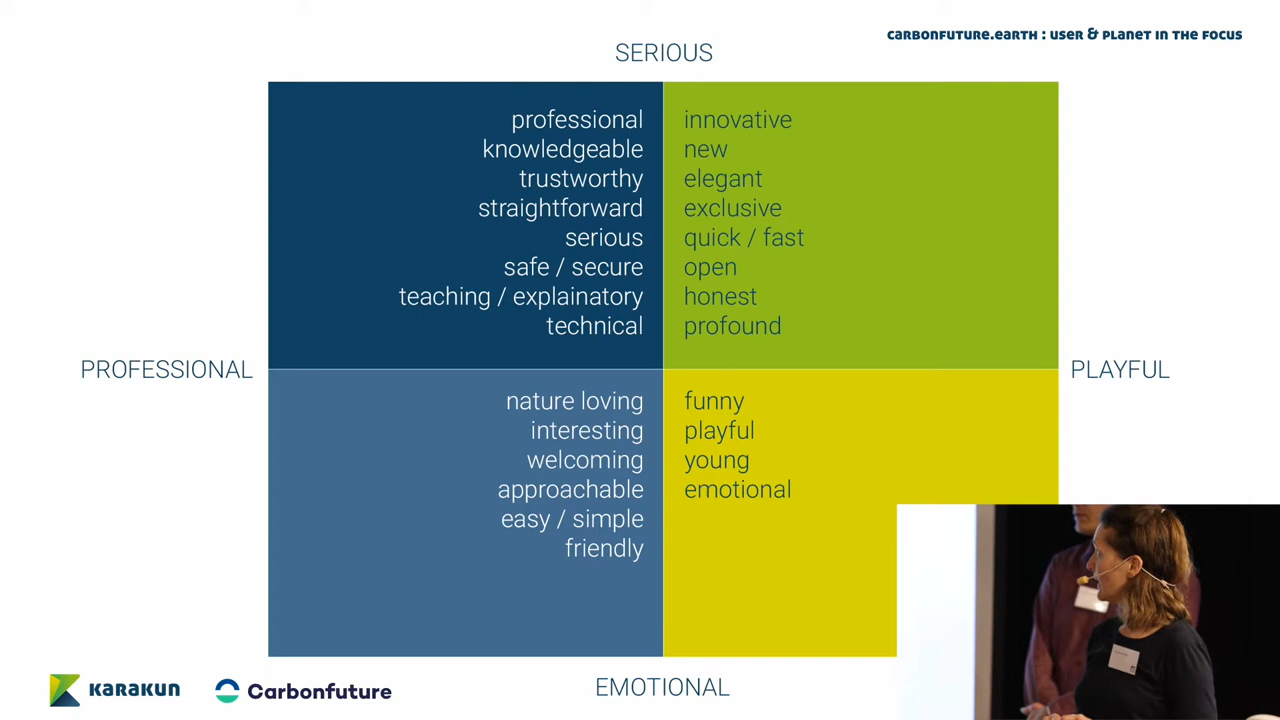 carbonfuture.earth : user & planet in the focus
SERIOUS
professional
knowledgeable
trustworthy
straightforward
serious
safe / secure
teaching / explainatory
technical
innovative
new
elegant
exclusive
quick / fast
open
honest
profound
PROFESSIONAL
PLAYFUL
nature loving
interesting
welcoming
approachable
easy / simple
friendly
funny
playful
young
emotional
EMOTIONAL
karakun
Carbonfuture